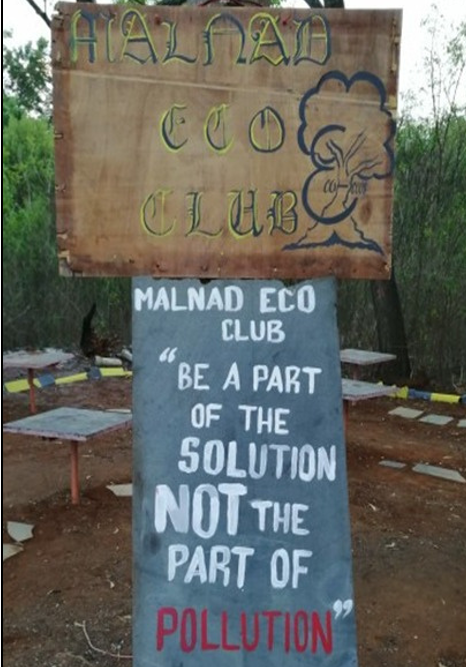 MALNAD
ECO
CLUB
MALNAD ECO
CLUB
“BE A PART
OF THE
SOLUTION
NOT THE
PART OF
POLLUTION”